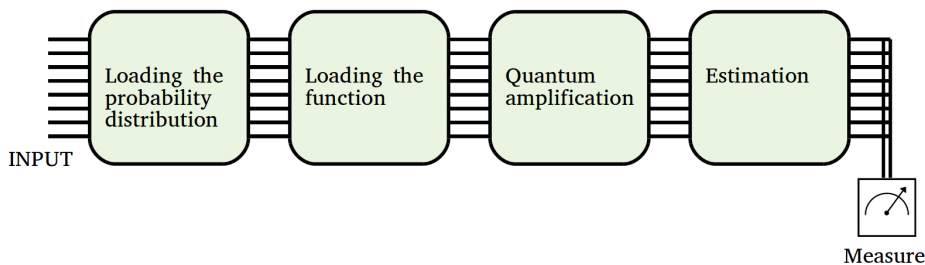 Loading the
probability
distribution
Loading the
function
Quantum
amplification
Estimation
INPUT
Measure